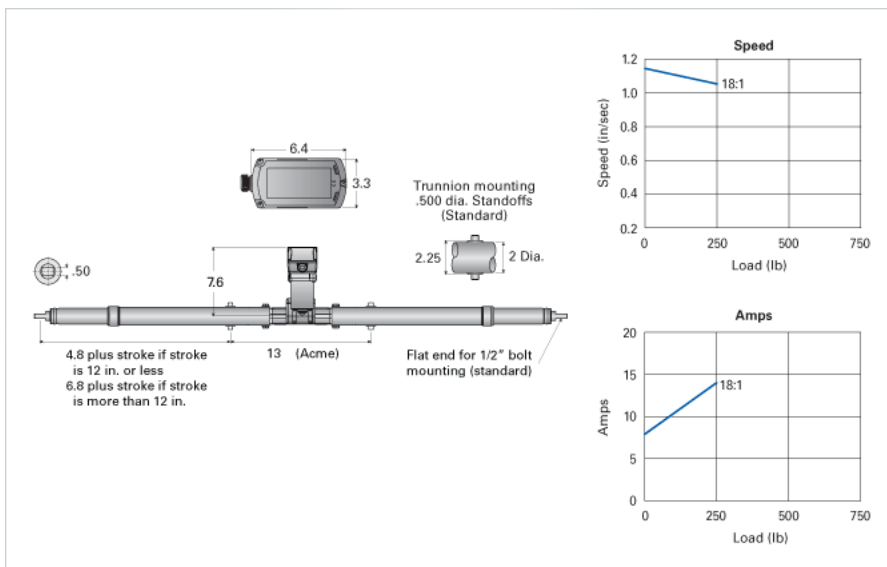 6.4
3.3
Trunnion mounting
.500 dia. Standoffs
(Standard)
2.25
2 Dia.
.50
7.6
4.8 plus stroke if stroke
is 12 in. or less
6.8 plus stroke if stroke
is more than 12 in.
13 (Acme)
Flat end for 1/2" bolt
mounting (standard)
Speed
1.2
1.0
0.8
0.6
0.4
0.2
Speed (in/sec)
18:1
0 250 500 750
Load (lb)
Amps
20
15
10
5
0
Amps
18:1
0 250 500 750
Load (lb)